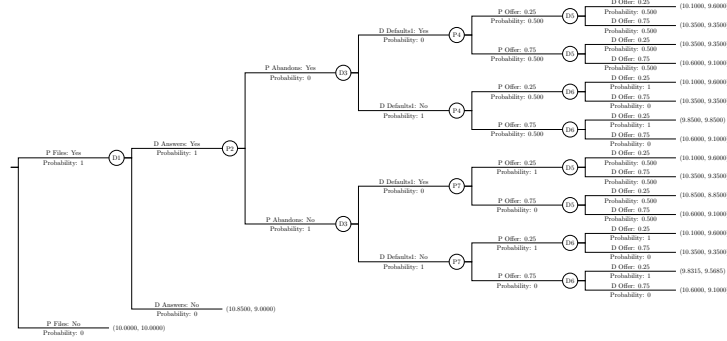 D Offer: 0.25
(10.1000, 9.6000)
P Offer: 0.25
D5
Probability: 0.500
Probability: 0.500
D Offer: 0.75
(10.3500, 9.3500)
Probability: 0.500
D Defaults1: Yes
P4
Probability: 0
D Offer: 0.25
(10.3500, 9.3500)
P Offer: 0.75
D5
Probability: 0.500
Probability: 0.500
D Offer: 0.75
(10.6000, 9.1000)
Probability: 0.500
P Abandons: Yes
D3
Probability: 0
D Offer: 0.25
(10.1000, 9.6000)
P Offer: 0.25
D6
Probability: 1
Probability: 0.500
D Offer: 0.75
(10.3500, 9.3500)
Probability: 0
D Defaults1: No
P4
Probability: 1
D Offer: 0.25
(9.8500, 9.8500)
P Offer: 0.75
D6
Probability: 1
Probability: 0.500
D Offer: 0.75
(10.6000, 9.1000)
Probability: 0
D Answers: Yes
P2
Probability: 1
P Files: Yes
D1
Probability: 1
D Offer: 0.25
(10.1000, 9.6000)
P Offer: 0.25
D5
Probability: 0.500
Probability: 1
D Offer: 0.75
(10.3500, 9.3500)
Probability: 0.500
D Defaults1: Yes
P7
Probability: 0
D Offer: 0.25
(10.8500, 8.8500)
P Offer: 0.75
D5
Probability: 0.500
Probability: 0
D Offer: 0.75
(10.6000, 9.1000)
Probability: 0.500
P Abandons: No
D3
Probability: 1
D Offer: 0.25
(10.1000, 9.6000)
P Offer: 0.25
D6
Probability: 1
Probability: 1
D Offer: 0.75
(10.3500, 9.3500)
Probability: 0
D Defaults1: No
P7
Probability: 1
D Offer: 0.25
(9.8315, 9.5685)
P Offer: 0.75
D6
Probability: 1
Probability: 0
D Offer: 0.75
(10.6000, 9.1000)
Probability: 0
D Answers: No
(10.8500, 9.0000)
Probability: 0
P Files: No
(10.0000, 10.0000)
Probability: 0